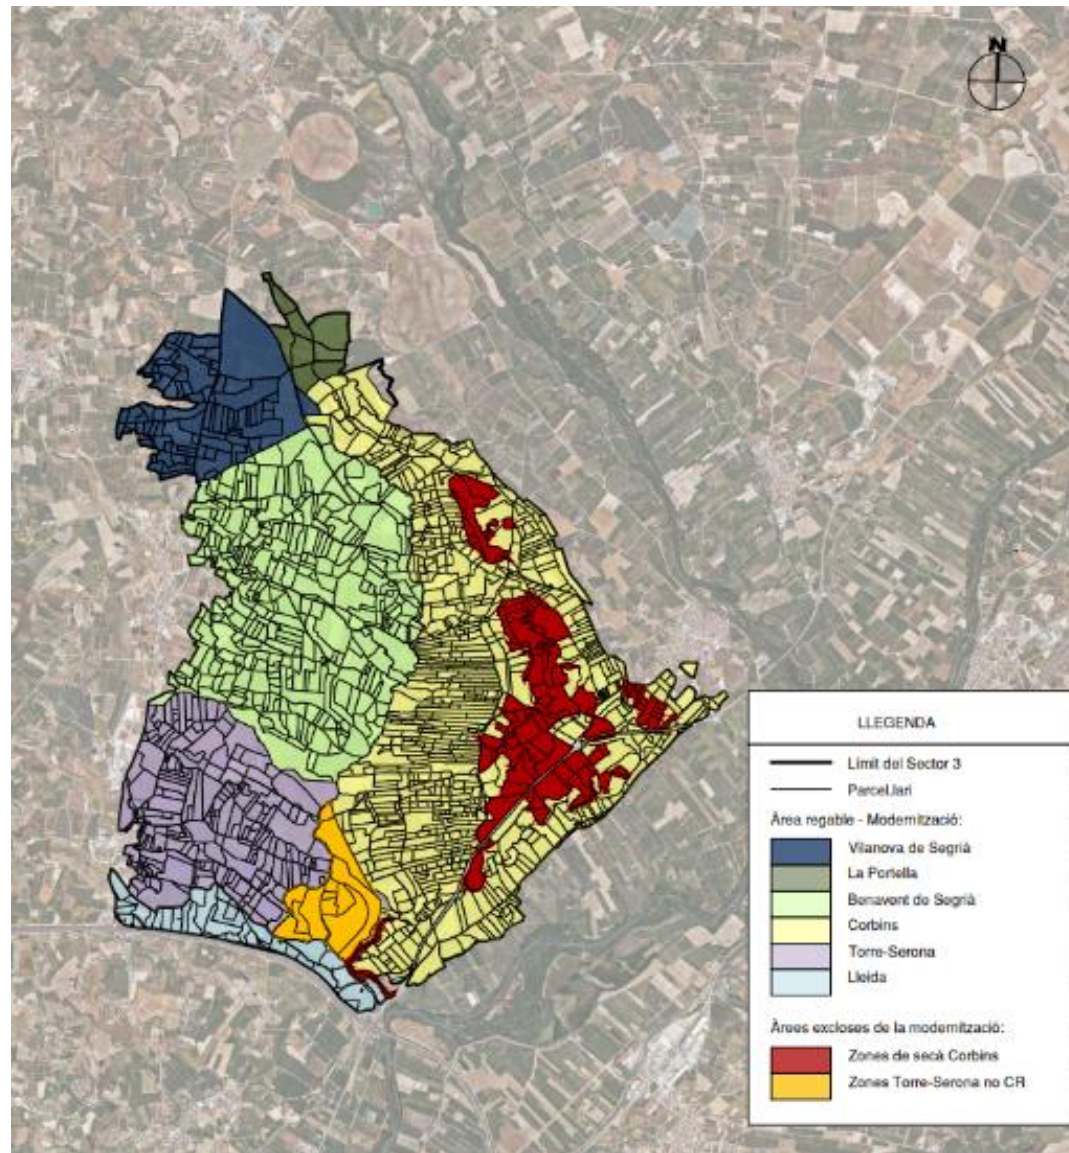 N
LLEGENDA
Límit del Sector 3
Parcel.lari
Àrea regable - Modernització:
Vilanova de Segrià
La Portella
Benavent de Segrià
Corbins
Torre-Serona
Lleida
Àrees excloses de la modernització:
Zones de secà Corbins
Zones Torre-Serona no CR